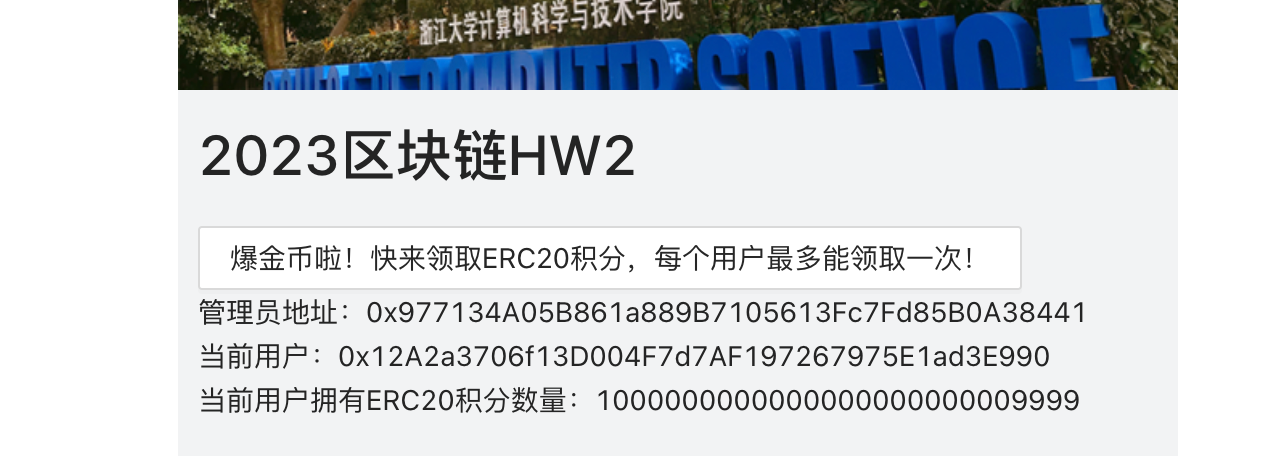 浙江大学计算机科学与技术学院
COMPUTER SCIENCE
2023区块链HW2
爆金币啦！快来领取ERC20积分，每个用户最多能领取一次！
管理员地址：0x977134A05B861a889B7105613Fc7Fd85B0A38441
当前用户：0x12A2a3706f13D004F7d7AF197267975E1ad3E990
当前用户拥有ERC20积分数量：10000000000000000000000009999